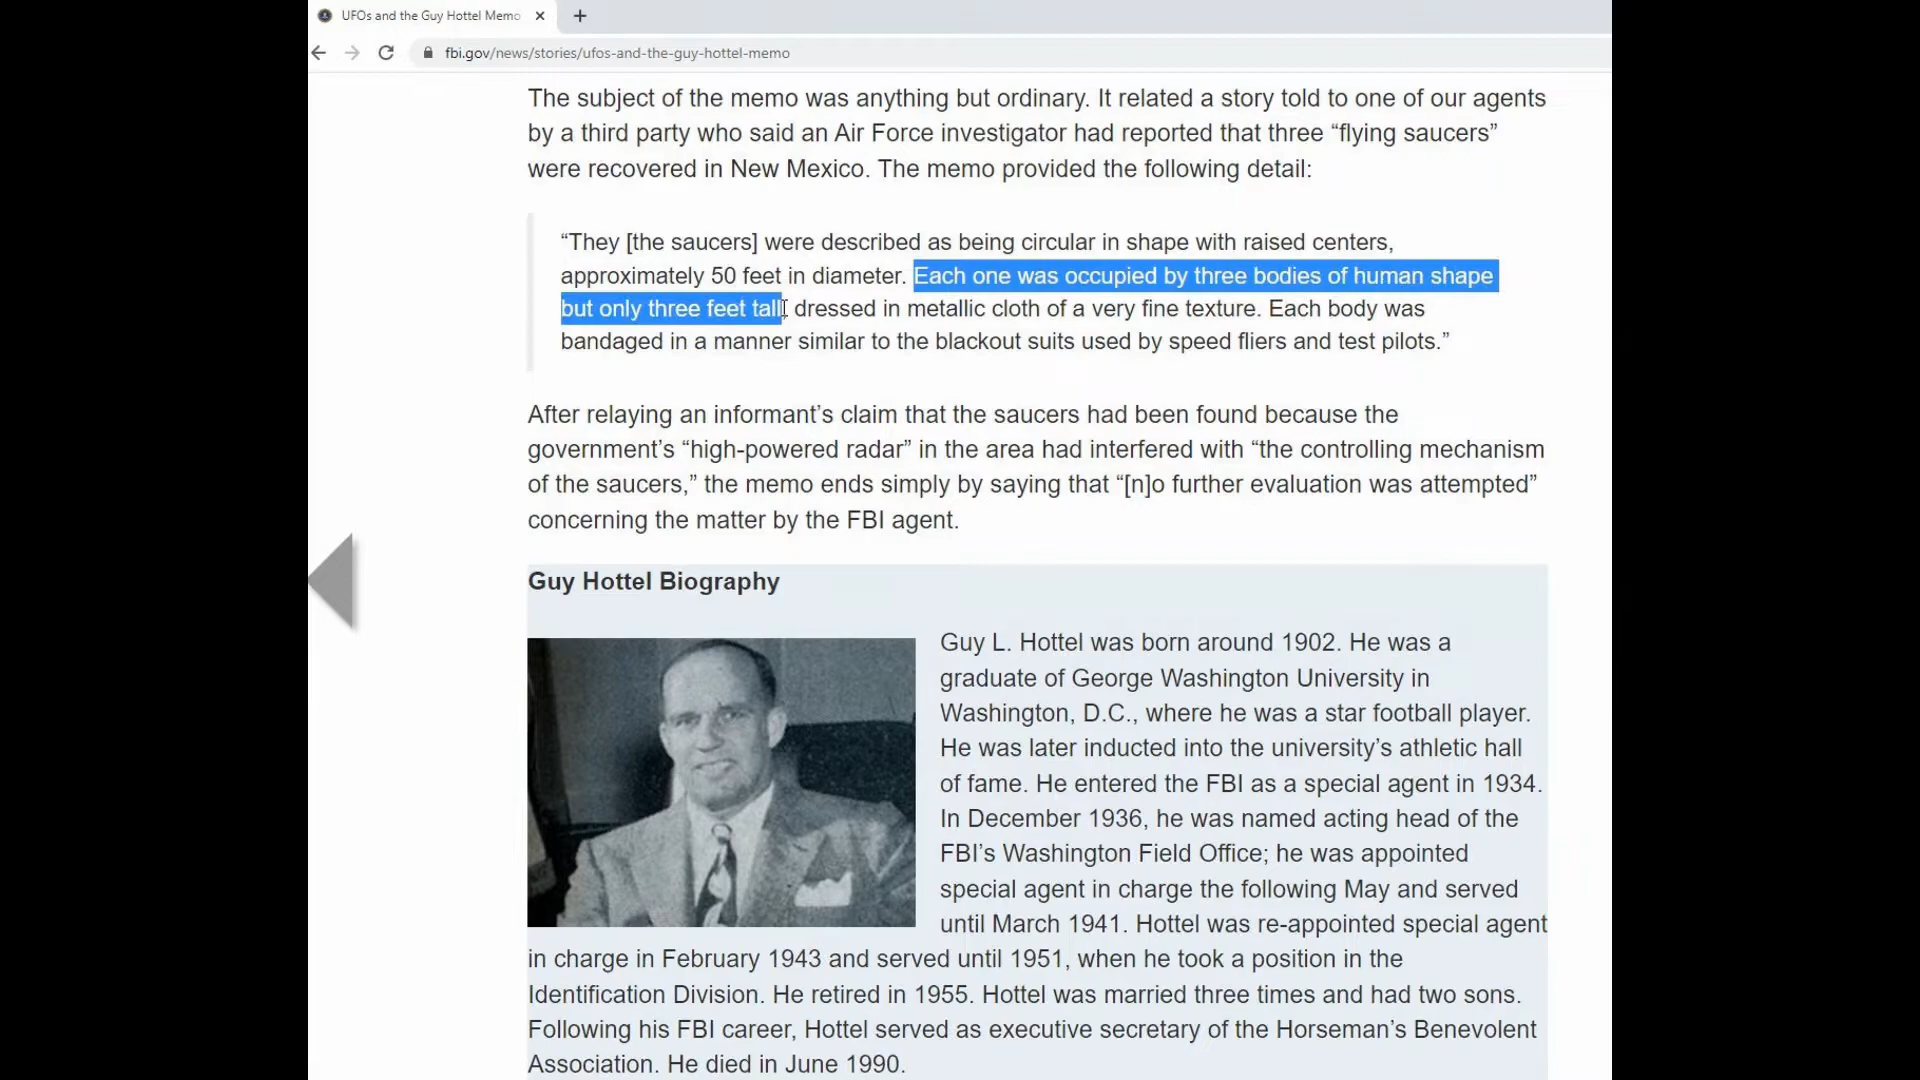 UFOs and the Guy Hottel Memo
fbi.gov/news/stories/ufos-and-the-guy-hottel-memo
The subject of the memo was anything but ordinary. It related a story told to one of our agents
by a third party who said an Air Force investigator had reported that three “flying saucers”
were recovered in New Mexico. The memo provided the following detail:
“They [the saucers] were described as being circular in shape with raised centers,
approximately 50 feet in diameter. Each one was occupied by three bodies of human shape
but only three feet tall, dressed in metallic cloth of a very fine texture. Each body was
bandaged in a manner similar to the blackout suits used by speed fliers and test pilots.”
After relaying an informant’s claim that the saucers had been found because the
government’s “high-powered radar” in the area had interfered with “the controlling mechanism
of the saucers,” the memo ends simply by saying that “[n]o further evaluation was attempted”
concerning the matter by the FBI agent.
Guy Hottel Biography
Guy L. Hottel was born around 1902. He was a
graduate of George Washington University in
Washington, D.C., where he was a star football player.
He was later inducted into the university’s athletic hall
of fame. He entered the FBI as a special agent in 1934.
In December 1936, he was named acting head of the
FBI’s Washington Field Office; he was appointed
special agent in charge the following May and served
until March 1941. Hottel was re-appointed special agent
in charge in February 1943 and served until 1951, when he took a position in the
Identification Division. He retired in 1955. Hottel was married three times and had two sons.
Following his FBI career, Hottel served as executive secretary of the Horseman’s Benevolent
Association. He died in June 1990.